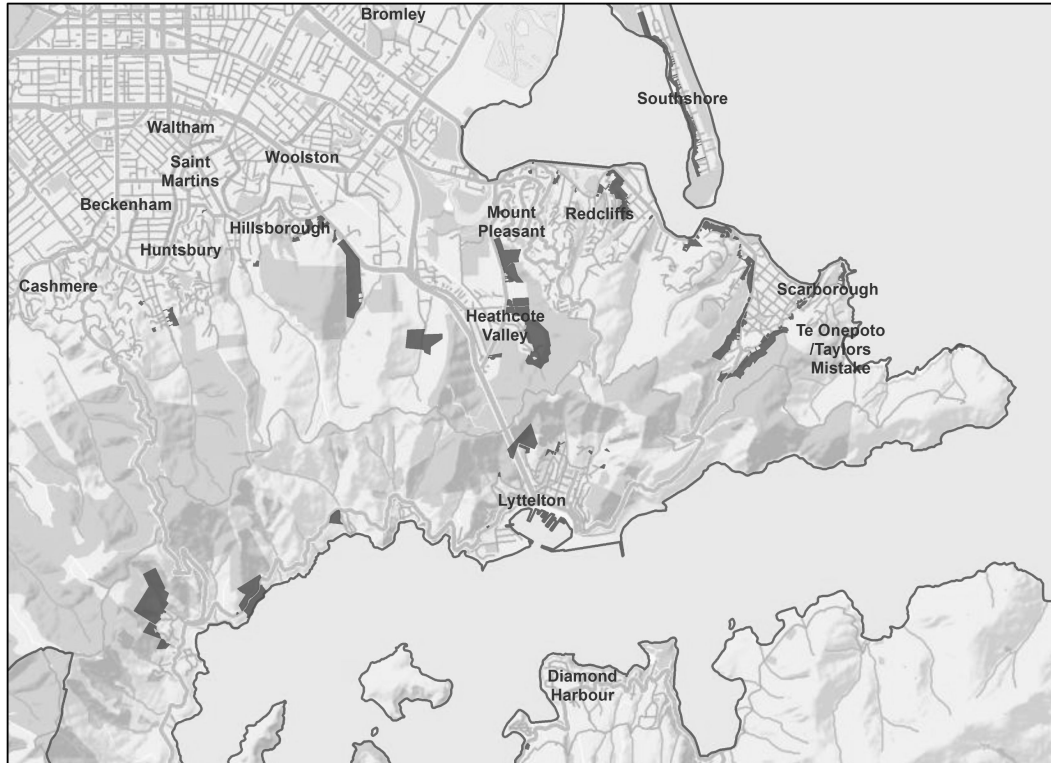 Bromley
Southshore
Waltham
Woolston
Saint
Martins
Beckenham
Mount
Pleasant
Redcliffs
Hillsborough
Huntsbury
Cashmere
Scarborough
Heathcote
Valley
Te Onepoto
/Taylors
Mistake
Lyttelton
Diamond
Harbour